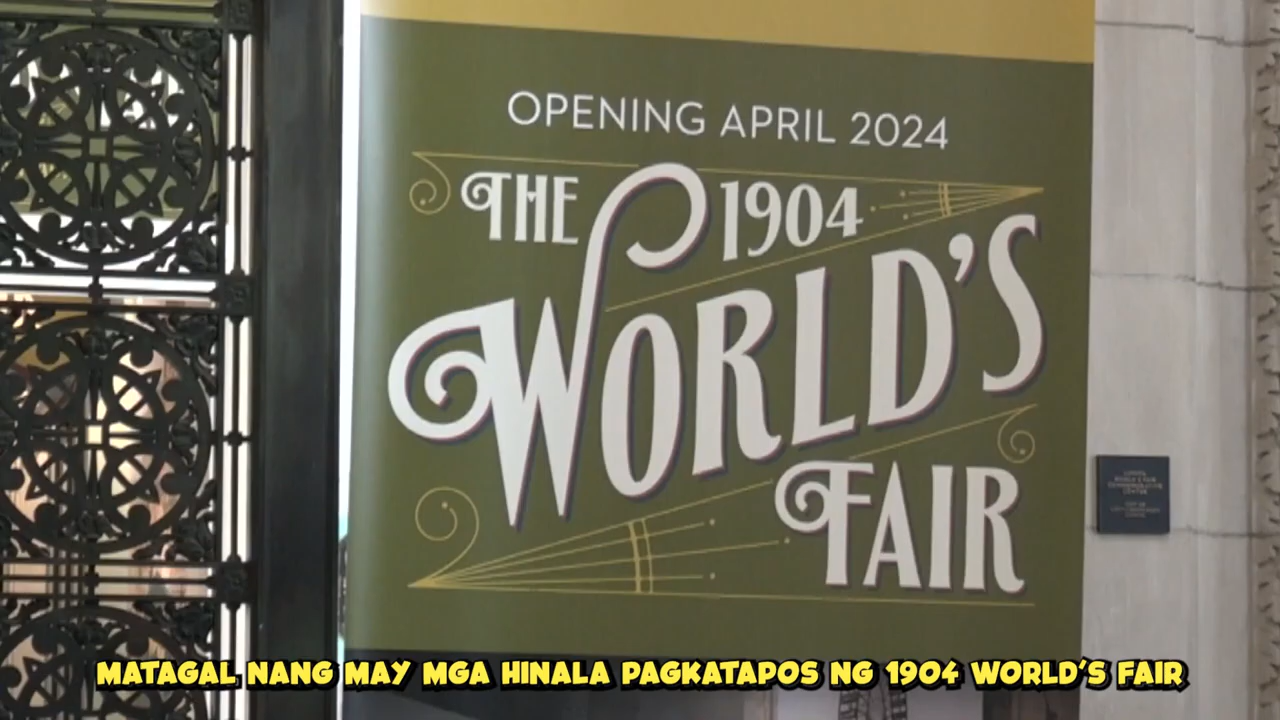 OPENING APRIL 2024
THE 1904
WORLD'S
FAIR
MATAGAL NANG MAY MGA HINALA PAGKATAPOS NG 1904 WORLD'S FAIR